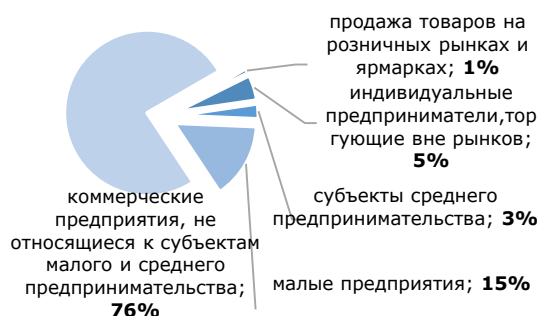 продажа товаров на
розничных рынках и
ярмарках; 1%
индивидуальные
предприниматели,тор
гующие вне рынков;
5%
субъекты среднего
предпринимательства; 3%
малые предприятия; 15%
коммерческие
предприятия, не
относящиеся к субъектам
малого и среднего
предпринимательства;
76%